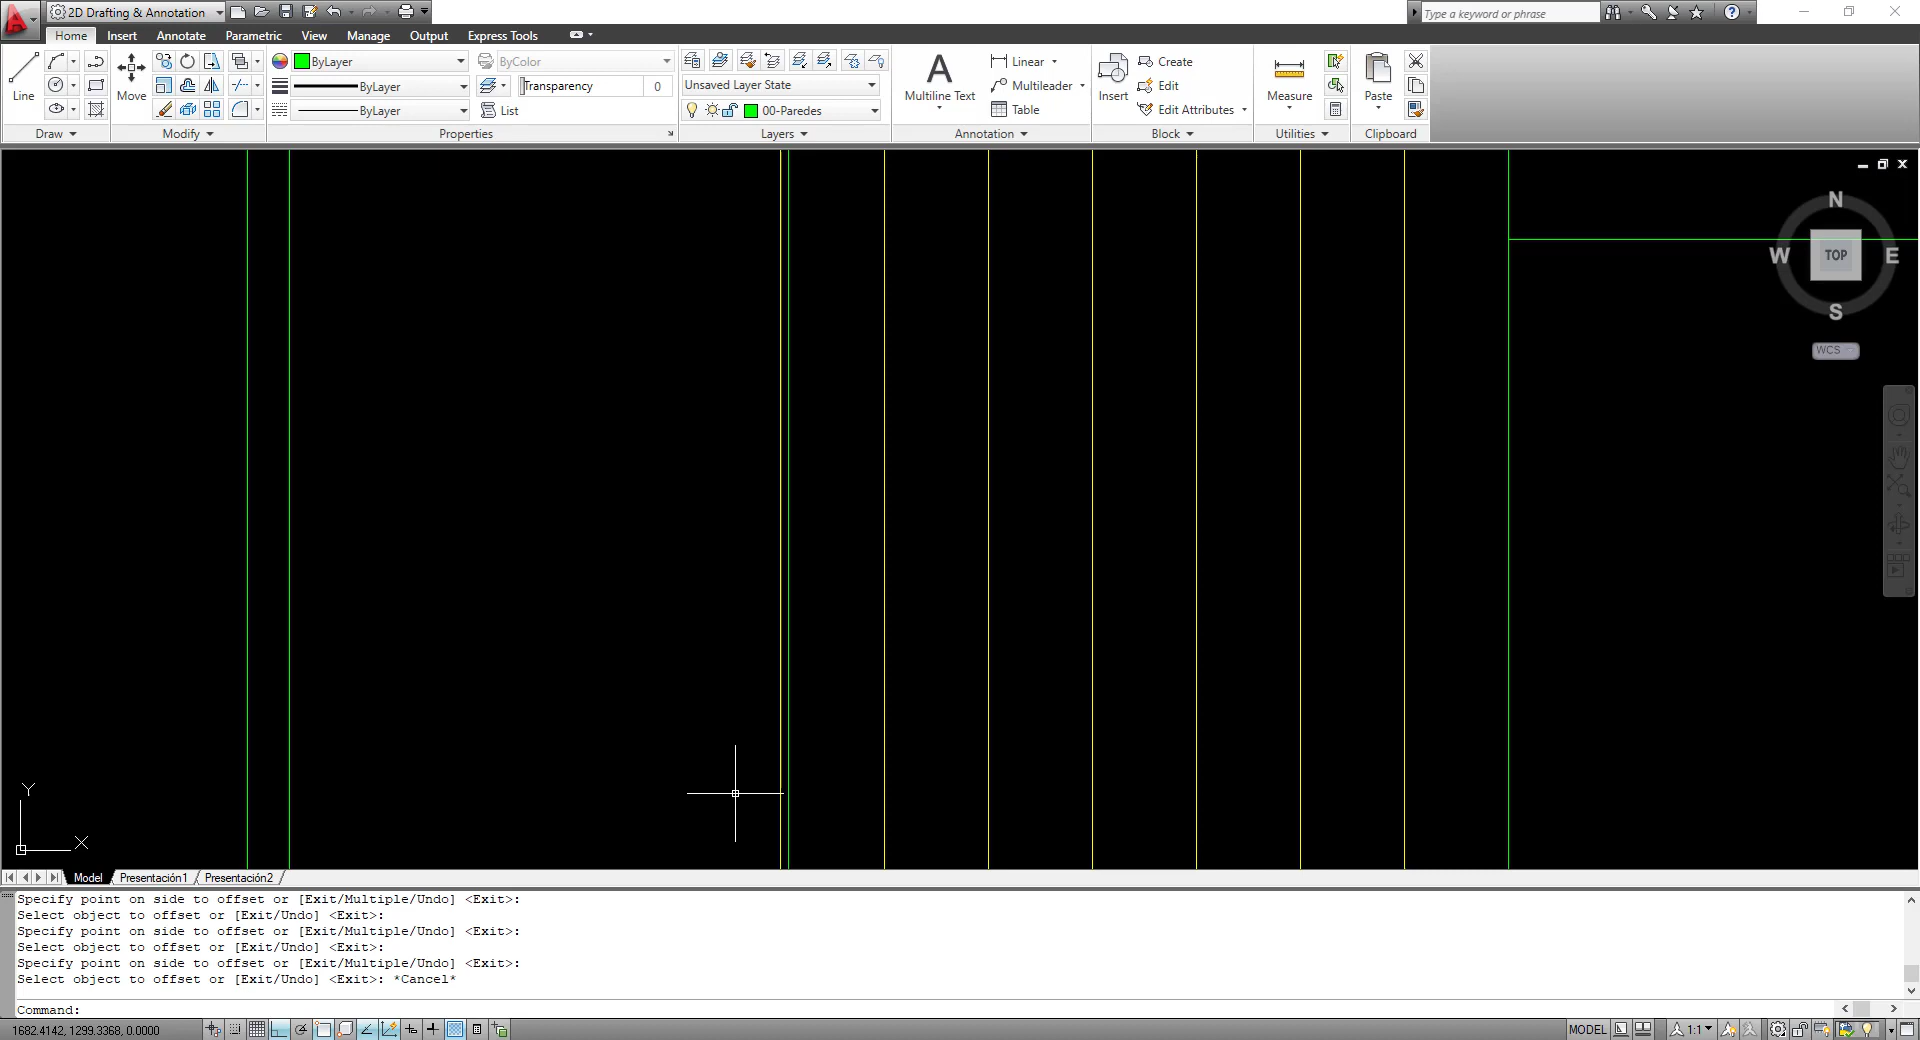 2D Drafting & Annotation
Type a keyword or phrase
Home Insert Annotate Parametric View Manage Output Express Tools
Line
Draw
Move
Modify
ByLayer
ByLayer
ByLayer
ByColor
Transparency 0
List
Properties
Unsaved Layer State
00-Paredes
Layers
A
Multiline Text
Linear
Multileader
Table
Annotation
Insert
Create
Edit
Edit Attributes
Block
Measure
Utilities
Paste
Clipboard
N
W TOP E
S
WCS
Y
X
Model Presentación1 Presentación2
Specify point on side to offset or [Exit/Multiple/Undo] <Exit>:
Select object to offset or [Exit/Undo] <Exit>:
Specify point on side to offset or [Exit/Multiple/Undo] <Exit>:
Select object to offset or [Exit/Undo] <Exit>:
Specify point on side to offset or [Exit/Multiple/Undo] <Exit>:
Select object to offset or [Exit/Undo] <Exit>: *Cancel*
Command:
1682.4142, 1299.3368, 0.0000
MODEL
1:1